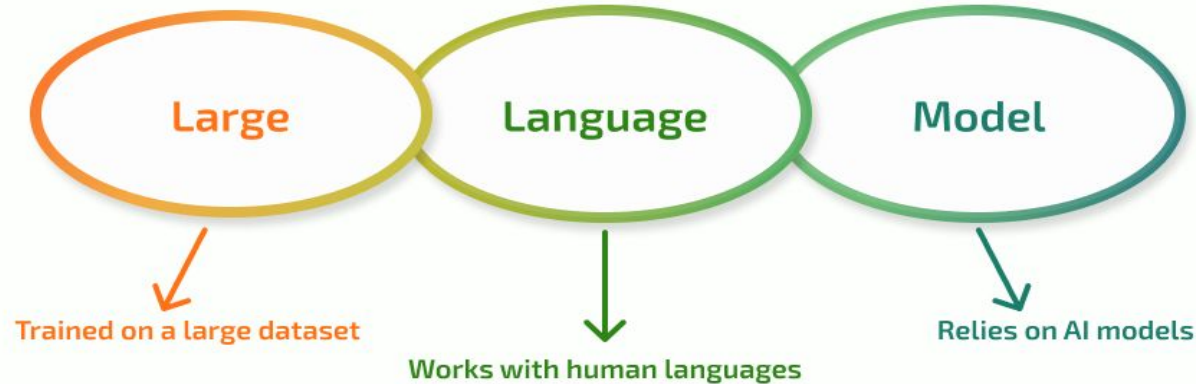 Large
Language
Model
Trained on a large dataset
Works with human languages
Relies on AI models